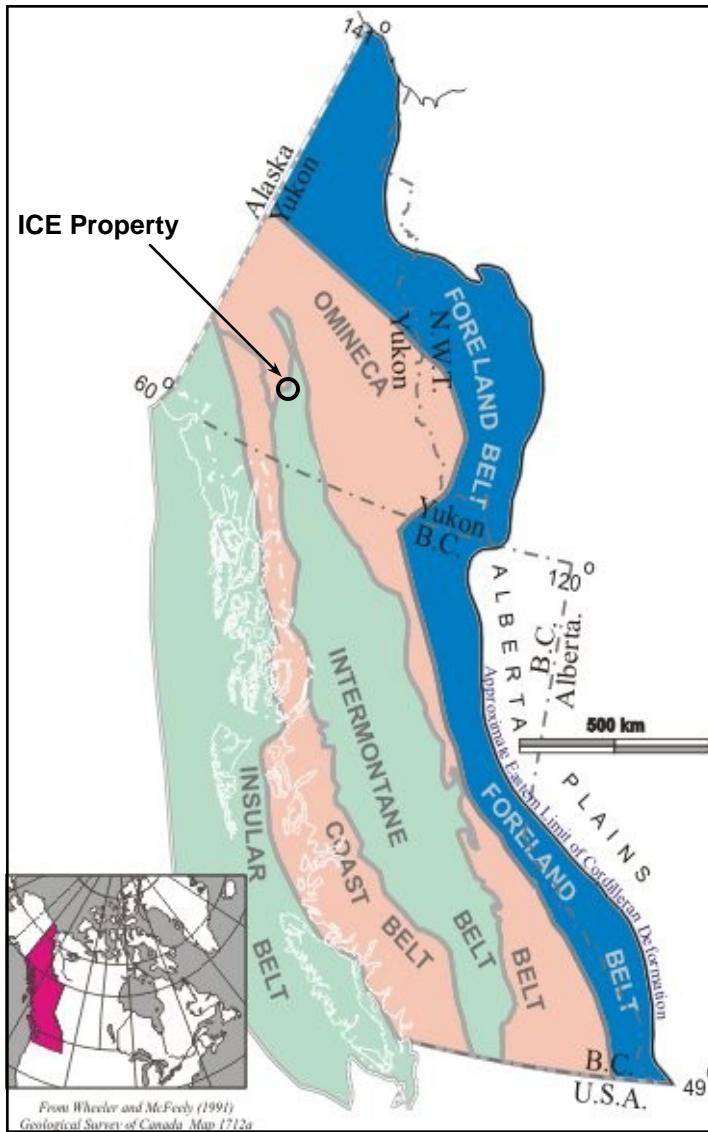 141°
Alaska
Yukon
ICE Property
OMINECA
FORELAND BELT
N.W.T.
Yukon
60°
Yukon
B.C.
120°
ALBERTA PLAINS
B.C.
Alberta.
Approximate Eastern Limit of Cordilleran Deformation
500 km
INTERMONTANE
BELT
INSULAR
BELT
COAST
BELT
BELT
FORELAND
BELT
B.C.
U.S.A.
49°
From Wheeler and McFeely (1991)
Geological Survey of Canada Map 1712a